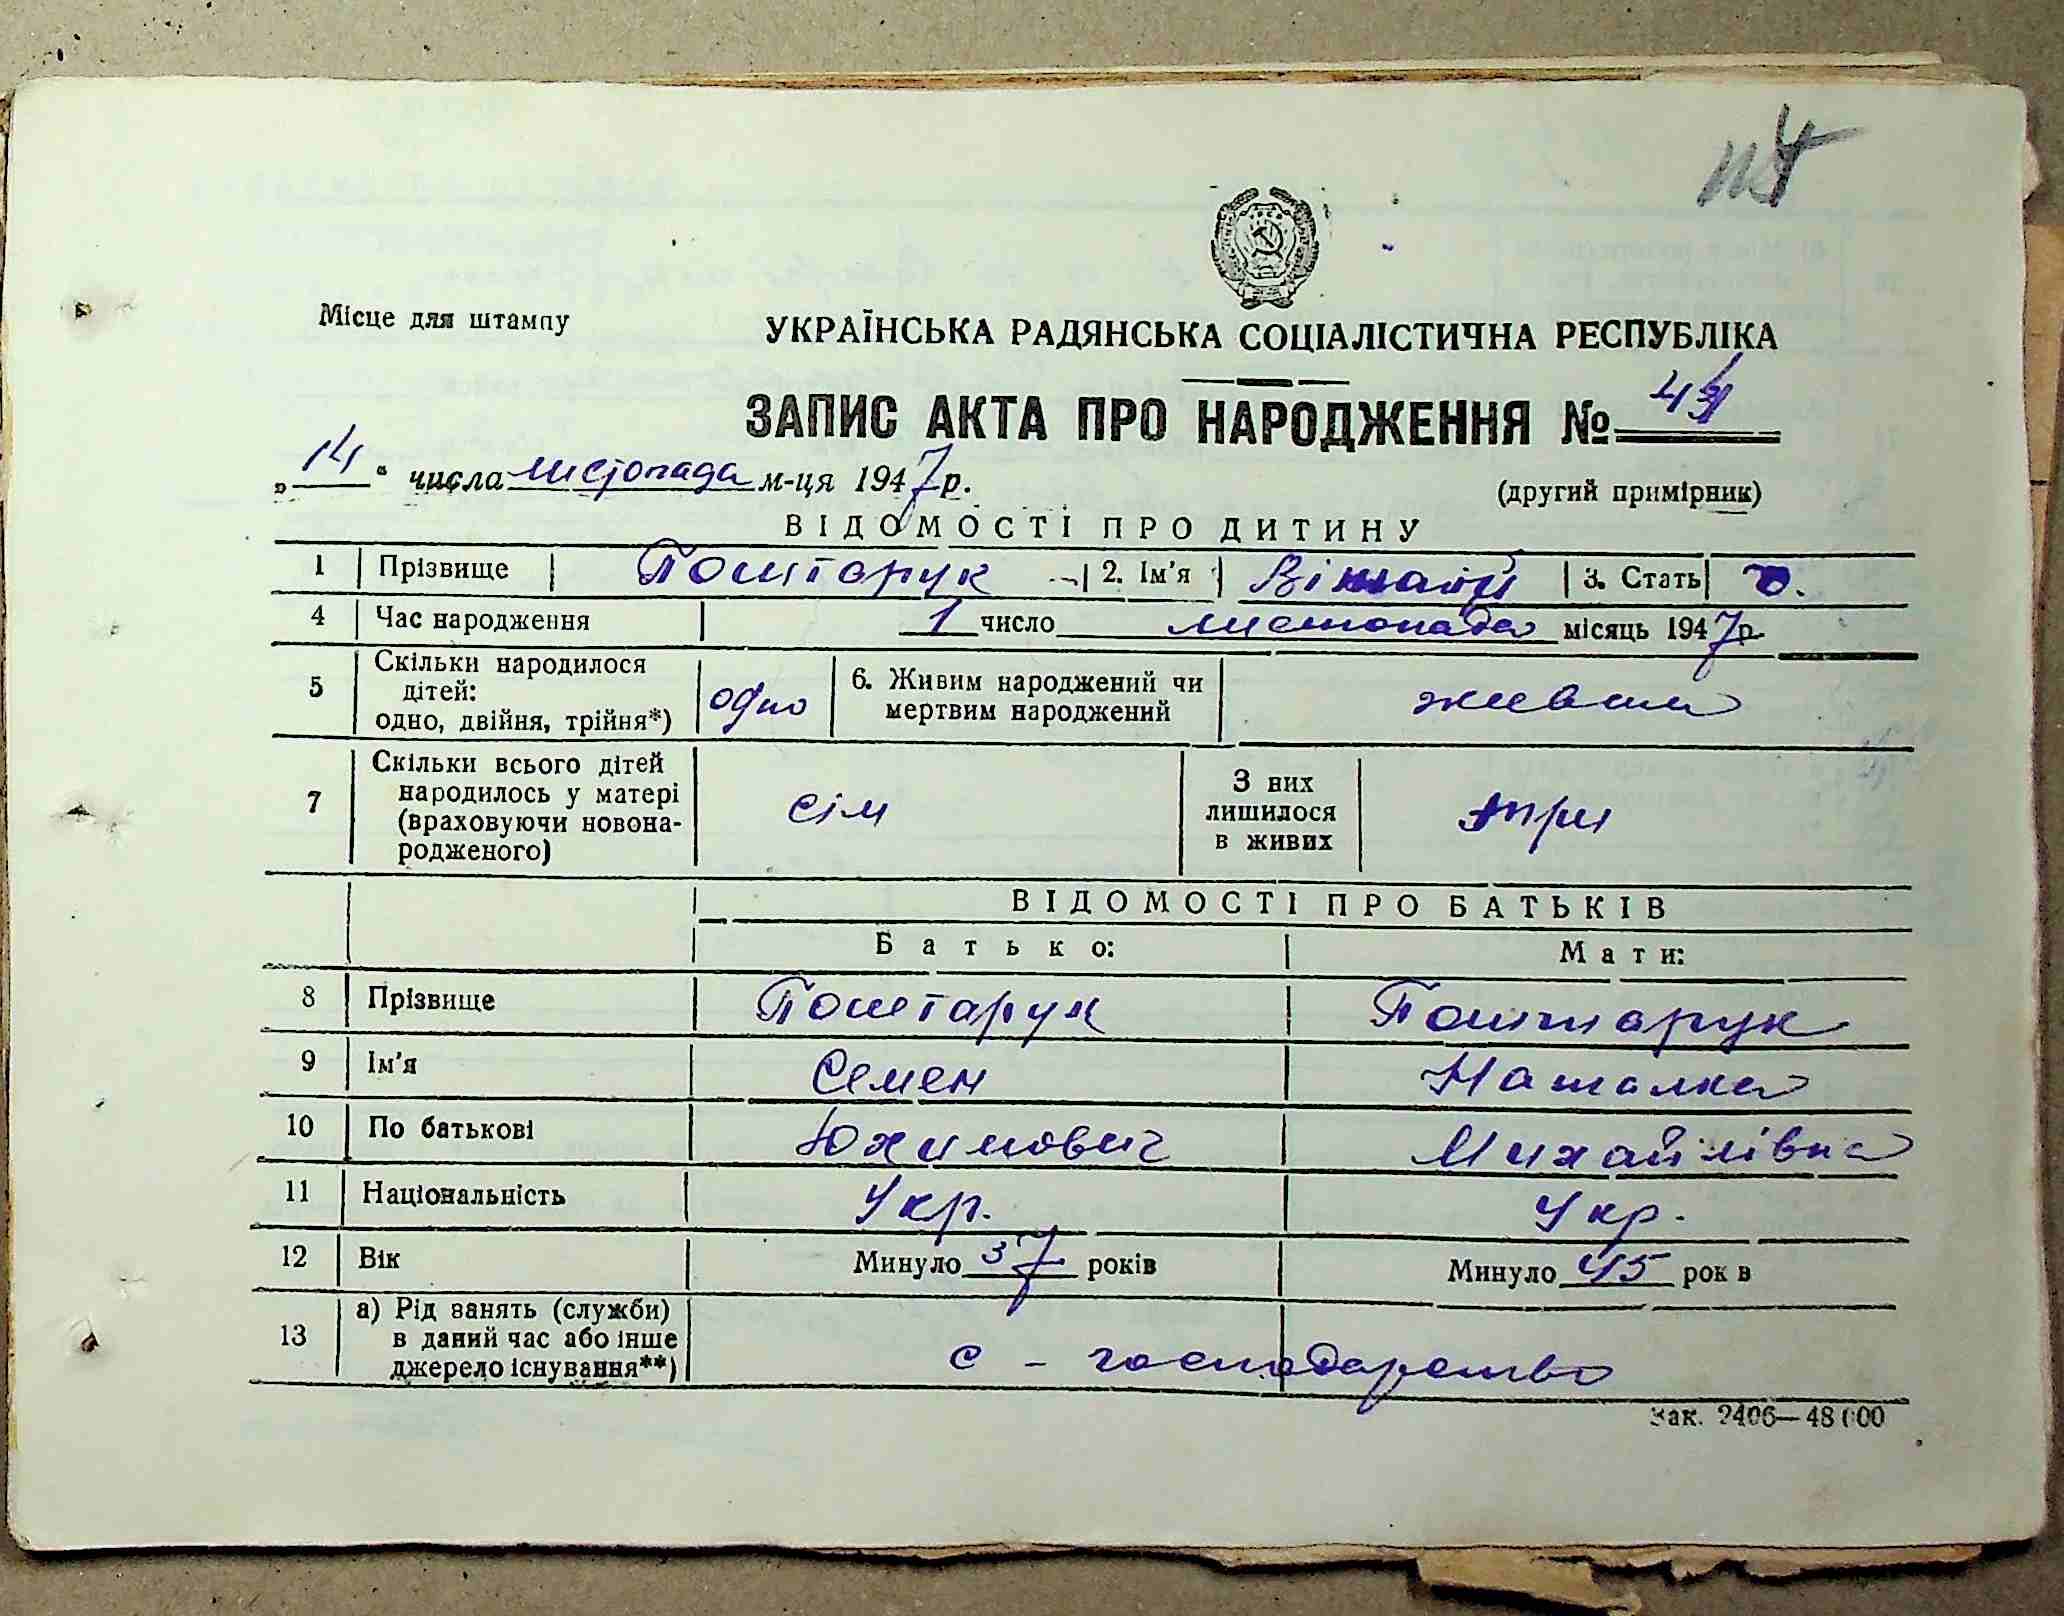 Місце для штампу
УКРАЇНСЬКА РАДЯНСЬКА СОЦІАЛІСТИЧНА РЕСПУБЛІКА
ЗАПИС АКТА ПРО НАРОДЖЕННЯ №
„14“ числа листопада м-ця 1947 р.
(другий примірник)
ВІДОМОСТІ ПРО ДИТИНУ
1 Прізвище Поштарук 2. Ім'я Віталій 3. Стать
4 Час народження 1 число листопада місяць 1947 р.
5 Скільки народилося дітей: одно, двійня, трійня*) одно 6. Живим народжений чи мертвим народжений живим
7 Скільки всього дітей народилось у матері (враховуючи новонародженого) сім З них лишилося в живих три
ВІДОМОСТІ ПРО БАТЬКІВ
Батько: Мати:
8 Прізвище Поштарук Поштарук
9 Ім'я Семен Наталка
10 По батькові Юхимович Михайлівна
11 Національність Укр. Укр.
12 Вік Минуло 37 років Минуло 45 рок в
13 а) Рід занять (служби) в даний час або інше джерело існування**) с - господарство
Зак. 2406—48 000